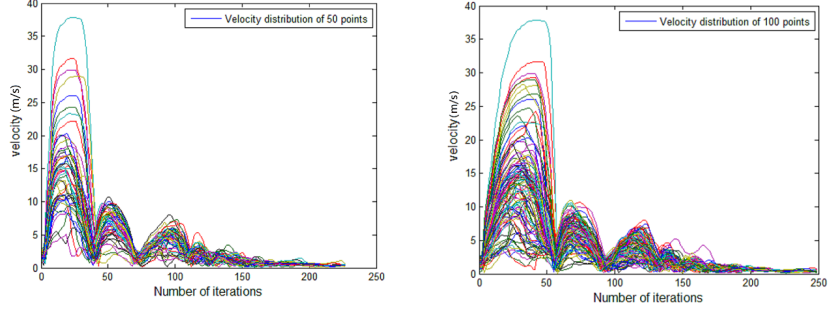 40
35
30
25
20
15
10
5
0
velocity (m/s)
Velocity distribution of 50 points
0 50 100 150 200 250
Number of iterations
40
35
30
25
20
15
10
5
0
velocity(m/s)
Velocity distribution of 100 points
0 50 100 150 200 250
Number of iterations